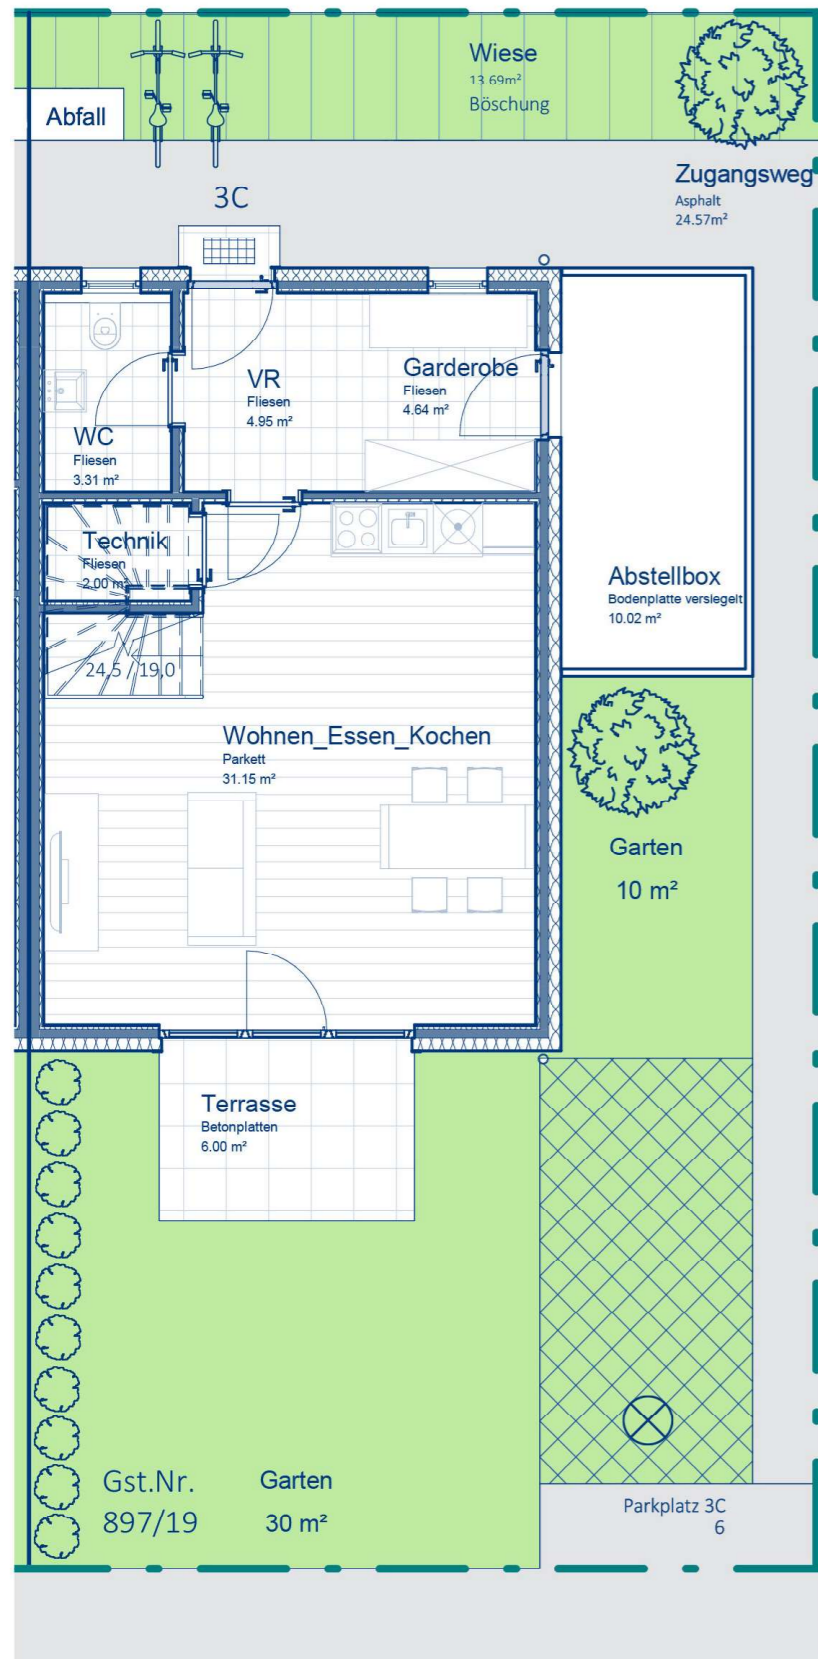 Wiese
13.69m²
Böschung
Abfall
Zugangsweg
Asphalt
24.57m²
3C
VR
Fliesen
4.95 m²
Garderobe
Fliesen
4.64 m²
WC
Fliesen
3.31 m²
Technik
Fliesen
2.00 m²
Abstellbox
Bodenplatte versiegelt
10.02 m²
24,5 / 19,0
Wohnen_Essen_Kochen
Parkett
31.15 m²
Garten
10 m²
Terrasse
Betonplatten
6.00 m²
Gst.Nr.
897/19
Garten
30 m²
Parkplatz 3C
6